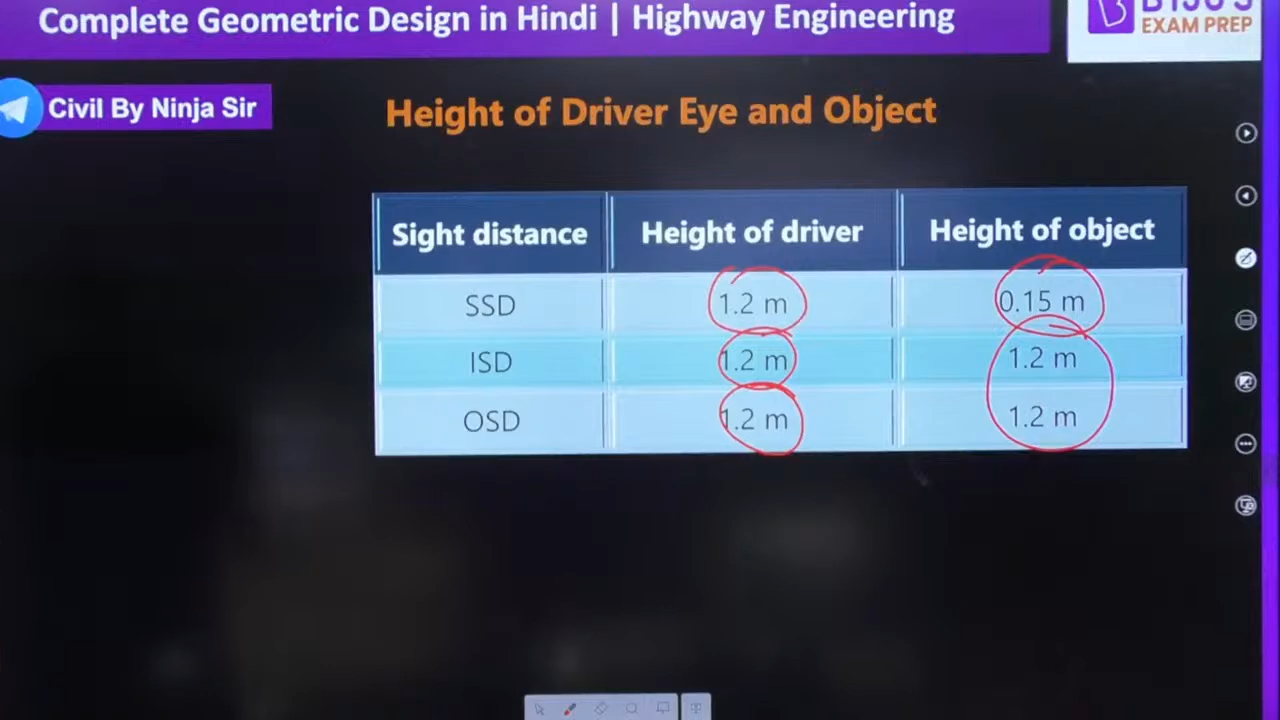 Complete Geometric Design in Hindi | Highway Engineering
EXAM PREP
Civil By Ninja Sir
Height of Driver Eye and Object
Sight distance Height of driver Height of object
SSD 1.2 m 0.15 m
ISD 1.2 m 1.2 m
OSD 1.2 m 1.2 m